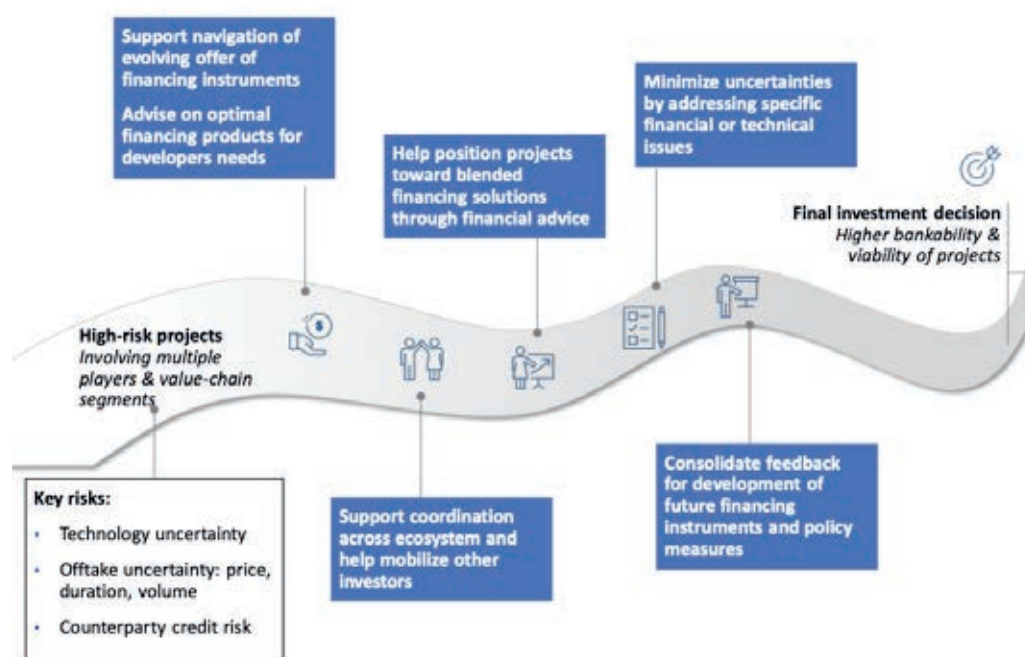 Support navigation of
evolving offer of
financing instruments
Advise on optimal
financing products for
developers needs
Help position projects
toward blended
financing solutions
through financial advice
Minimize uncertainties
by addressing specific
financial or technical
issues
Final investment decision
Higher bankability &
viability of projects
$
High-risk projects
Involving multiple
players & value-chain
segments
Key risks:
• Technology uncertainty
• Offtake uncertainty: price,
duration, volume
• Counterparty credit risk
Support coordination
across ecosystem and
help mobilize other
investors
Consolidate feedback
for development of
future financing
instruments and policy
measures